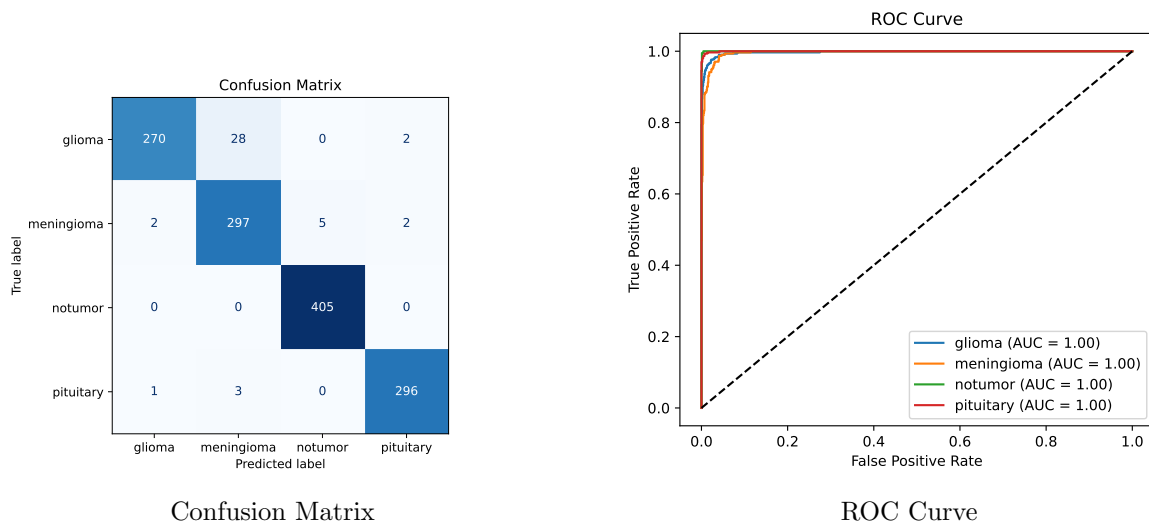 Confusion Matrix
True label
glioma 270 28 0 2
meningioma 2 297 5 2
notumor 0 0 405 0
pituitary 1 3 0 296
glioma meningioma notumor pituitary
Predicted label
Confusion Matrix
ROC Curve
True Positive Rate
1.0
0.8
0.6
0.4
0.2
0.0
glioma (AUC = 1.00)
meningioma (AUC = 1.00)
notumor (AUC = 1.00)
pituitary (AUC = 1.00)
0.0 0.2 0.4 0.6 0.8 1.0
False Positive Rate
ROC Curve